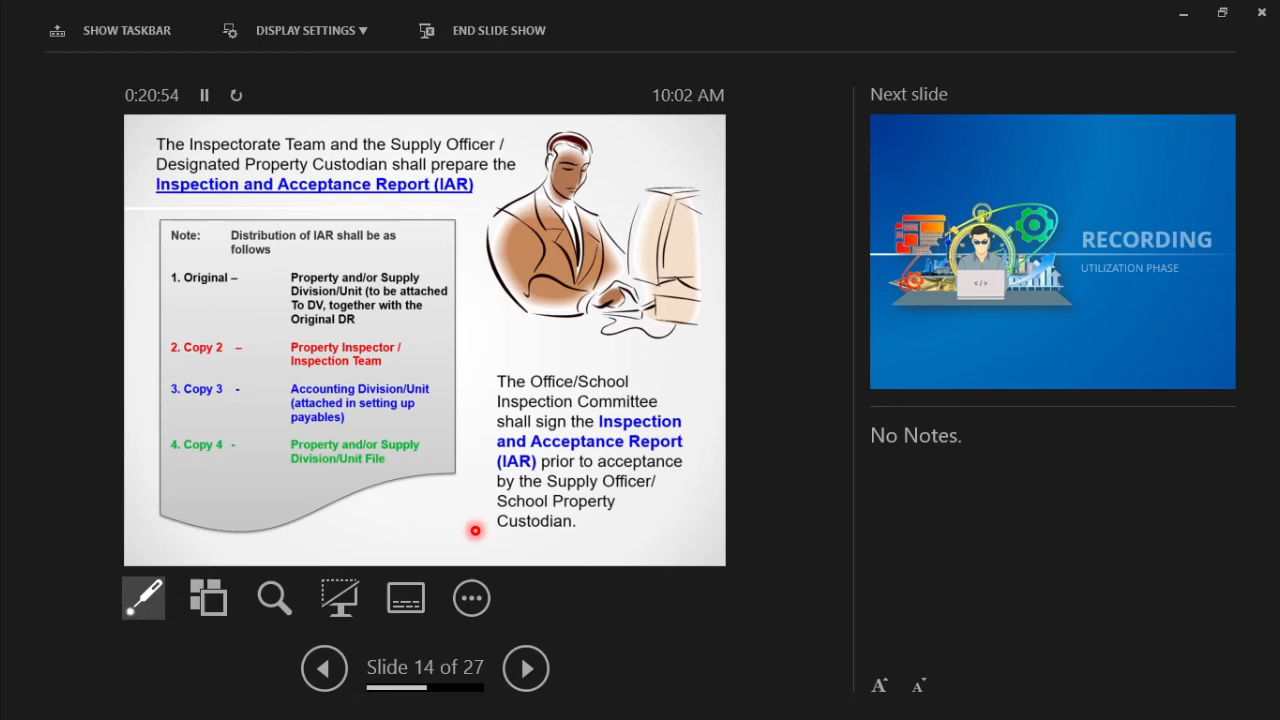 SHOW TASKBAR
DISPLAY SETTINGS ▼
END SLIDE SHOW
0:20:54
10:02 AM
The Inspectorate Team and the Supply Officer /
Designated Property Custodian shall prepare the
Inspection and Acceptance Report (IAR)
Note: Distribution of IAR shall be as
follows
1. Original – Property and/or Supply
Division/Unit (to be attached
To DV, together with the
Original DR
2. Copy 2 – Property Inspector /
Inspection Team
3. Copy 3 - Accounting Division/Unit
(attached in setting up
payables)
4. Copy 4 - Property and/or Supply
Division/Unit File
The Office/School
Inspection Committee
shall sign the Inspection
and Acceptance Report
(IAR) prior to acceptance
by the Supply Officer/
School Property
Custodian.
Slide 14 of 27
Next slide
RECORDING
UTILIZATION PHASE
</>
No Notes.
A A